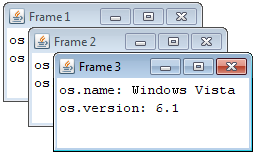 Frame 1
os
os
Frame 2
os
os
Frame 3
os.name: Windows Vista
os.version: 6.1